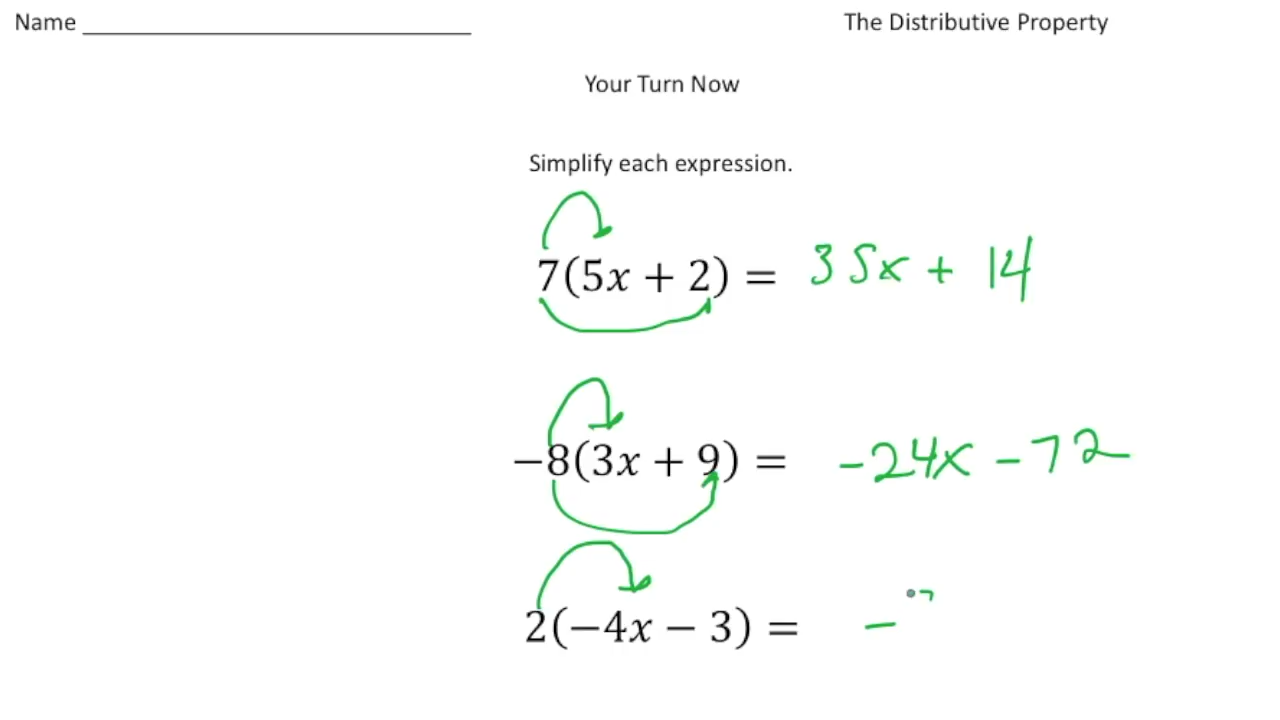 Name ______________________________ The Distributive Property
Your Turn Now
Simplify each expression.
7(5x + 2) = 35x + 14
−8(3x + 9) = -24x - 72
2(−4x − 3) = -